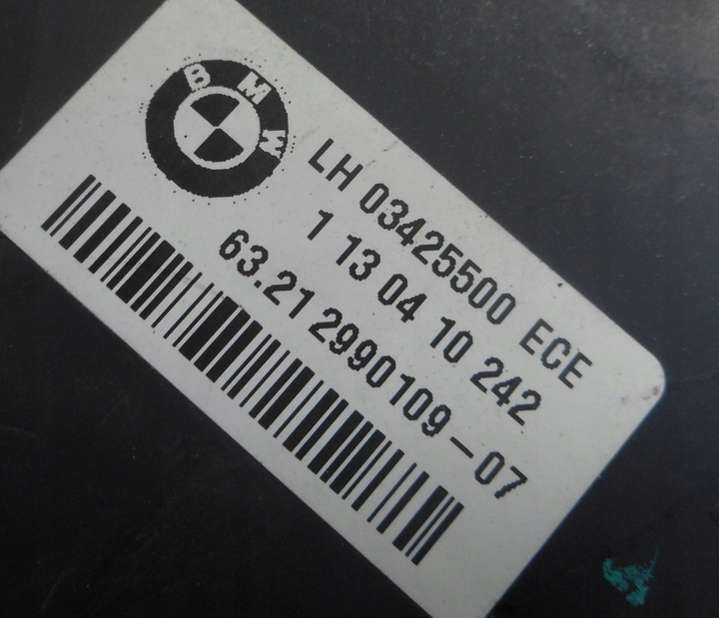 BMW
LH 03425500 ECE
1 13 04 10 242
63.21 2990109-07